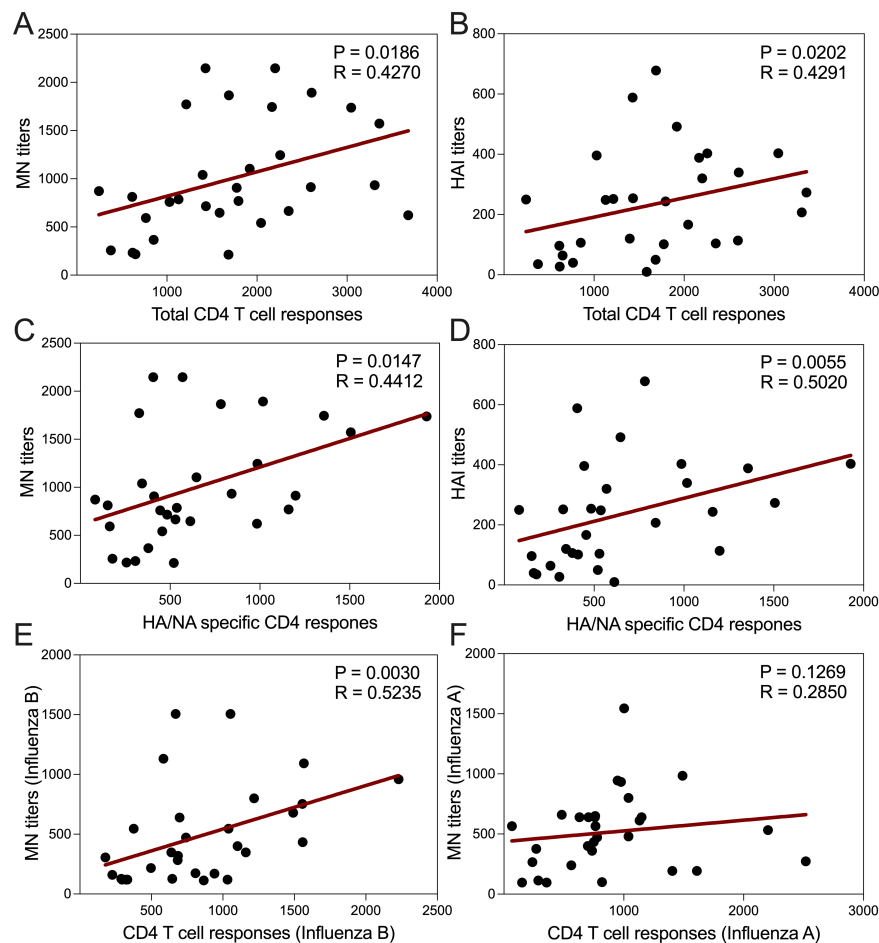 A
P = 0.0186
R = 0.4270
MN titers
2500
2000
1500
1000
500
0
1000
2000
3000
4000
Total CD4 T cell responses
B
P = 0.0202
R = 0.4291
HAI titers
800
600
400
200
0
1000
2000
3000
4000
Total CD4 T cell respones
C
P = 0.0147
R = 0.4412
MN titers
2500
2000
1500
1000
500
0
500
1000
1500
2000
HA/NA specific CD4 respones
D
P = 0.0055
R = 0.5020
HAI titers
800
600
400
200
0
500
1000
1500
2000
HA/NA specific CD4 respones
E
P = 0.0030
R = 0.5235
MN titers (Influenza B)
2000
1500
1000
500
0
500
1000
1500
2000
2500
CD4 T cell responses (Influenza B)
F
P = 0.1269
R = 0.2850
MN titers (Influenza A)
2000
1500
1000
500
0
1000
2000
3000
CD4 T cell responses (Influenza A)